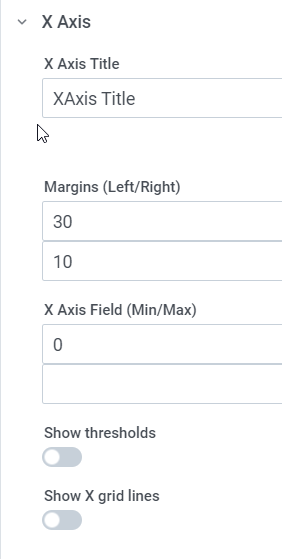 X Axis
X Axis Title
XAxis Title
Margins (Left/Right)
30
10
X Axis Field (Min/Max)
0
Show thresholds
Show X grid lines